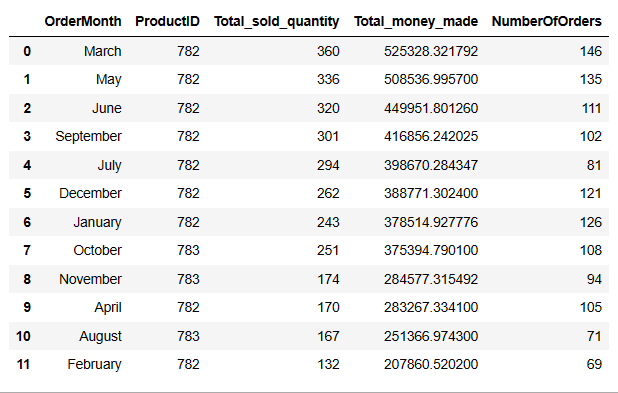 OrderMonth ProductID Total_sold_quantity Total_money_made NumberOfOrders
0 March 782 360 525328.321792 146
1 May 782 336 508536.995700 135
2 June 782 320 449951.801260 111
3 September 782 301 416856.242025 102
4 July 782 294 398670.284347 81
5 December 782 262 388771.302400 121
6 January 782 243 378514.927776 126
7 October 783 251 375394.790100 108
8 November 783 174 284577.315492 94
9 April 782 170 283267.334100 105
10 August 783 167 251366.974300 71
11 February 782 132 207860.520200 69